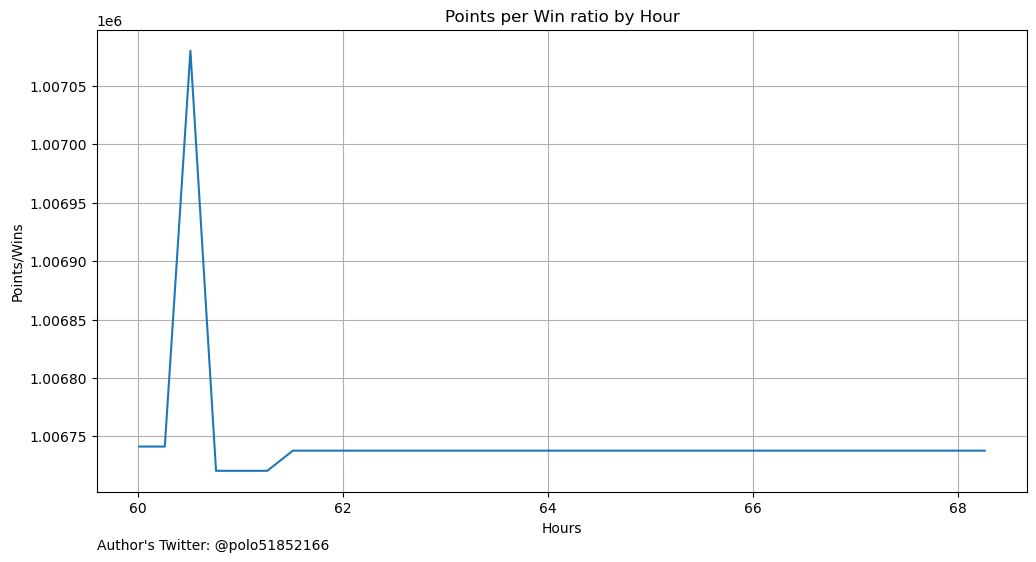 Points per Win ratio by Hour
1e6
1.00705
1.00700
1.00695
1.00690
1.00685
1.00680
1.00675
Points/Wins
60 62 64 66 68
Hours
Author's Twitter: @polo51852166